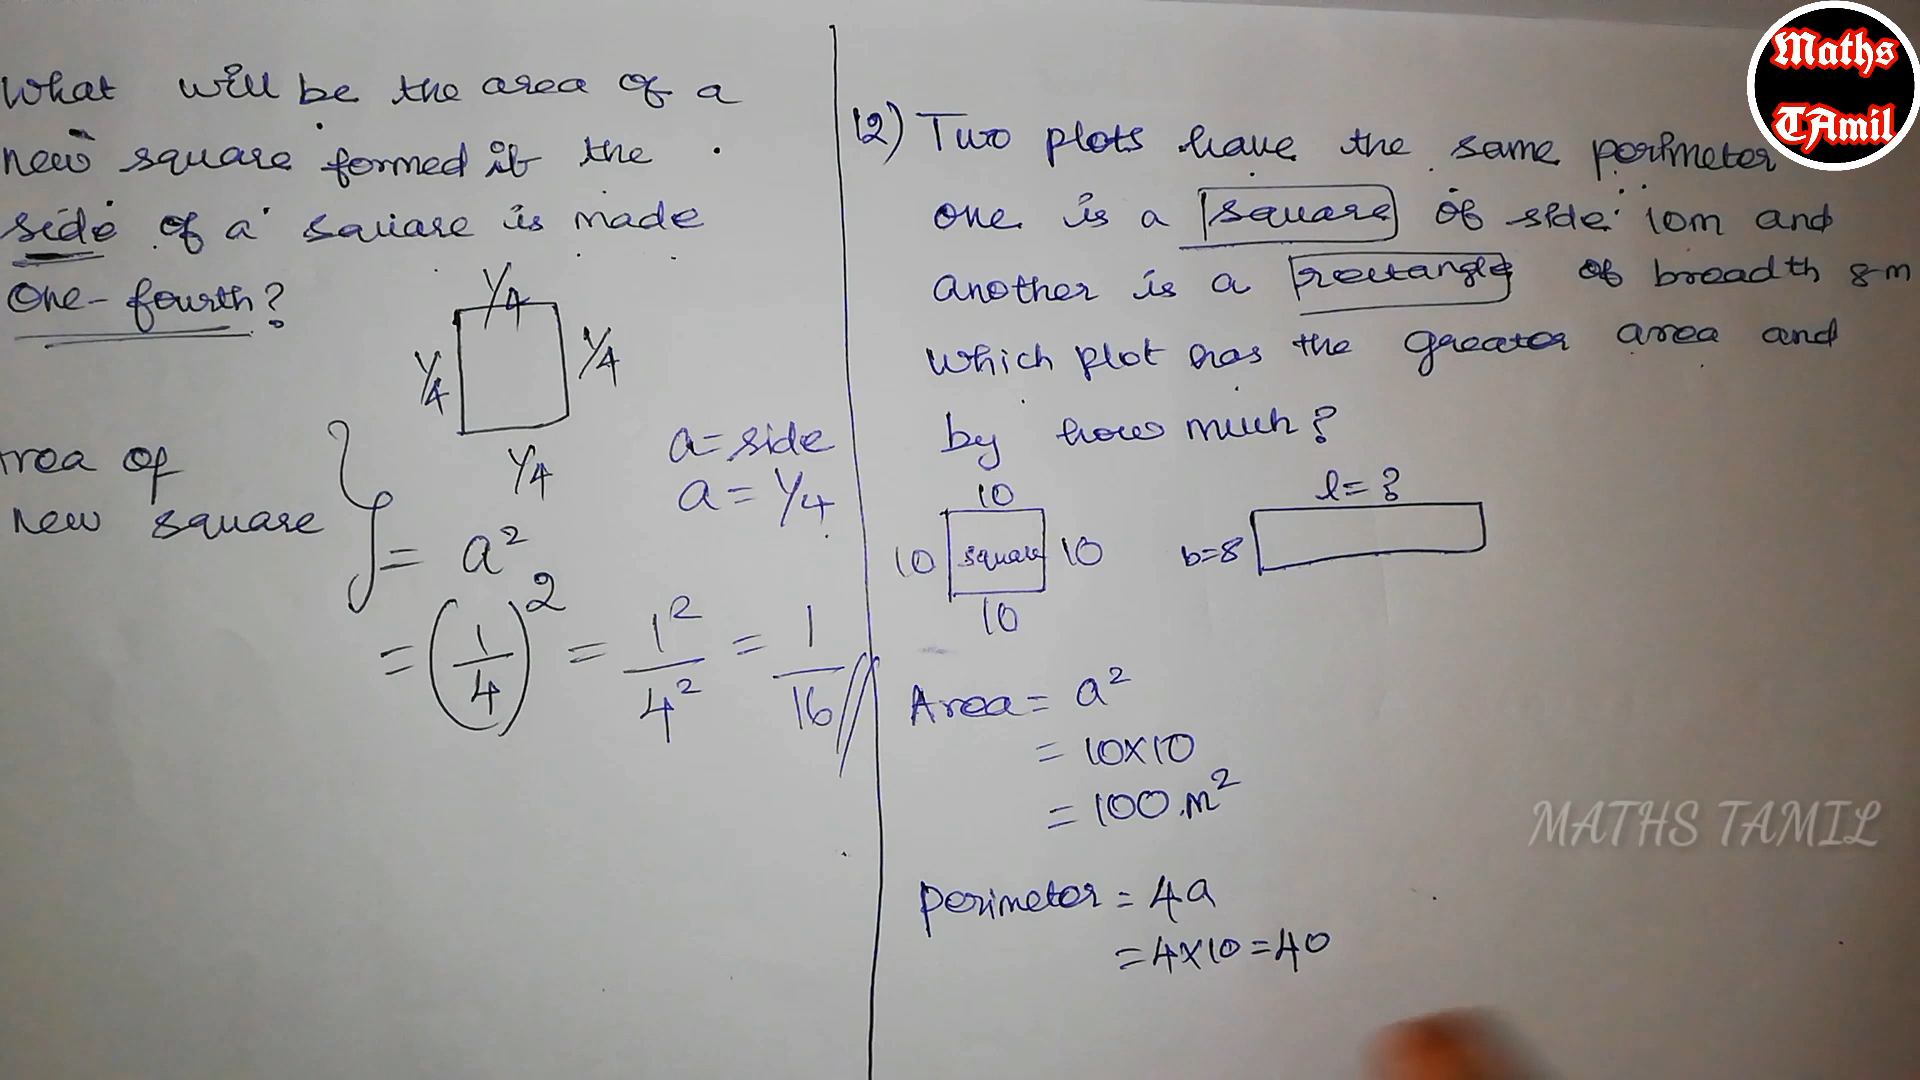 What will be the area of a
new square formed if the
side of a square is made
one-fourth?
1/4
1/4
1/4
1/4
a = side
a = 1/4
Area of
new square
= a²
= (1/4)² = 1²/4² = 1/16 //
12) Two plots have the same perimeter
one is a square of side 10m and
another is a rectangle of breadth 8m
which plot has the greater area and
by how much?
10
10 square 10
10
l = ?
b=8
Area = a²
= 10×10
= 100 m²
perimeter = 4a
= 4×10 = 40
Maths
TAmil
MATHS TAMIL